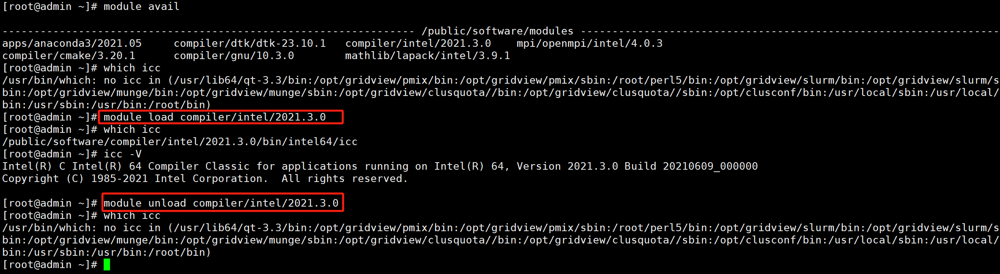 [root@admin ~]# module avail
----------------------------------------------------------------- /public/software/modules ------------------------------------------------------------------
apps/anaconda3/2021.05     compiler/dtk/dtk-23.10.1   compiler/intel/2021.3.0    mpi/openmpi/intel/4.0.3
compiler/cmake/3.20.1      compiler/gnu/10.3.0        mathlib/lapack/intel/3.9.1
[root@admin ~]# which icc
/usr/bin/which: no icc in (/usr/lib64/qt-3.3/bin:/opt/gridview/pmix/bin:/opt/gridview/pmix/sbin:/root/perl5/bin:/opt/gridview/slurm/bin:/opt/gridview/slurm/s
bin:/opt/gridview/munge/bin:/opt/gridview/munge/sbin:/opt/gridview/clusquota//bin:/opt/gridview/clusquota//sbin:/opt/clusconf/bin:/usr/local/sbin:/usr/local/
bin:/usr/sbin:/usr/bin:/root/bin)
[root@admin ~]# module load compiler/intel/2021.3.0
[root@admin ~]# which icc
/public/software/compiler/intel/2021.3.0/bin/intel64/icc
[root@admin ~]# icc -V
Intel(R) C Intel(R) 64 Compiler Classic for applications running on Intel(R) 64, Version 2021.3.0 Build 20210609_000000
Copyright (C) 1985-2021 Intel Corporation.  All rights reserved.
[root@admin ~]# module unload compiler/intel/2021.3.0
[root@admin ~]# which icc
/usr/bin/which: no icc in (/usr/lib64/qt-3.3/bin:/opt/gridview/pmix/bin:/opt/gridview/pmix/sbin:/root/perl5/bin:/opt/gridview/slurm/bin:/opt/gridview/slurm/s
bin:/opt/gridview/munge/bin:/opt/gridview/munge/sbin:/opt/gridview/clusquota//bin:/opt/gridview/clusquota//sbin:/opt/clusconf/bin:/usr/local/sbin:/usr/local/
bin:/usr/sbin:/usr/bin:/root/bin)
[root@admin ~]#